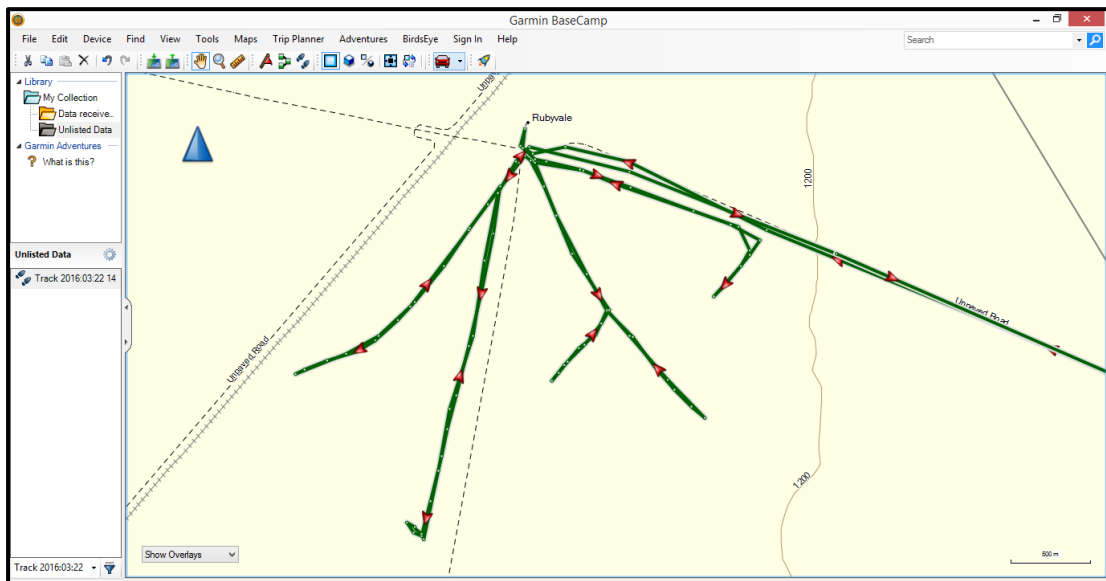 Garmin BaseCamp
File Edit Device Find View Tools Maps Trip Planner Adventures BirdsEye Sign In Help
Search
Library
My Collection
Data receive..
Unlisted Data
Garmin Adventures
? What is this?
Unlisted Data
Track 2016:03:22 14
Track 2016:03:22
Rubyvale
1200
Unpaved Road
Unpaved Road
1200
Show Overlays
500 m